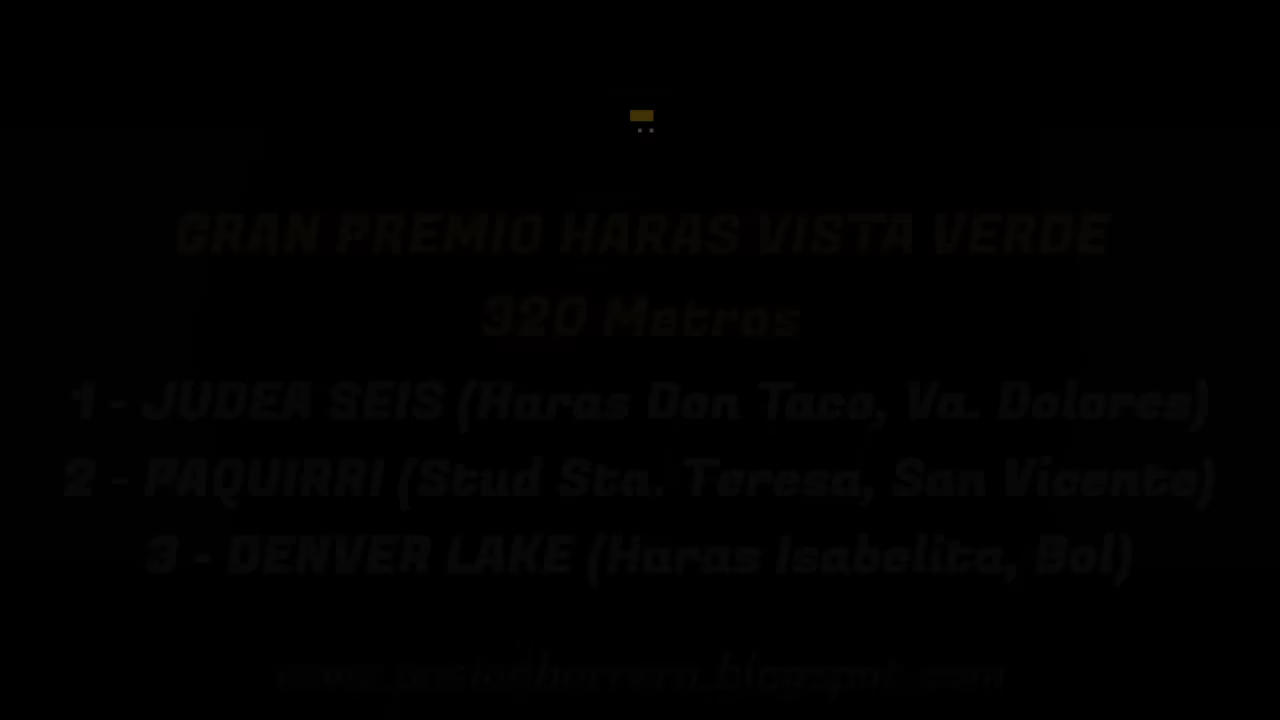 GRAN PREMIO HARAS VISTA VERDE
320 Metros
1 - JUDEA SEIS (Haras Don Taco, Va. Dolores)
2 - PAQUIRRI (Stud Sta. Teresa, San Vicente)
3 - DENVER LAKE (Haras Isabelita, Bol)